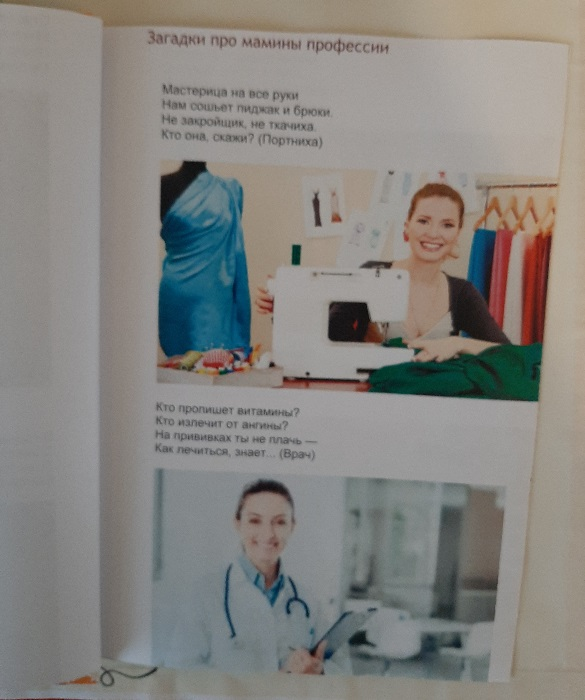 Загадки про мамины профессии
Мастерица на все руки
Нам сошьет пиджак и брюки.
Не закройщик, не ткачиха.
Кто она, скажи? (Портниха)
Кто пропишет витамины?
Кто излечит от ангины?
На прививках ты не плачь —
Как лечиться, знает... (Врач)